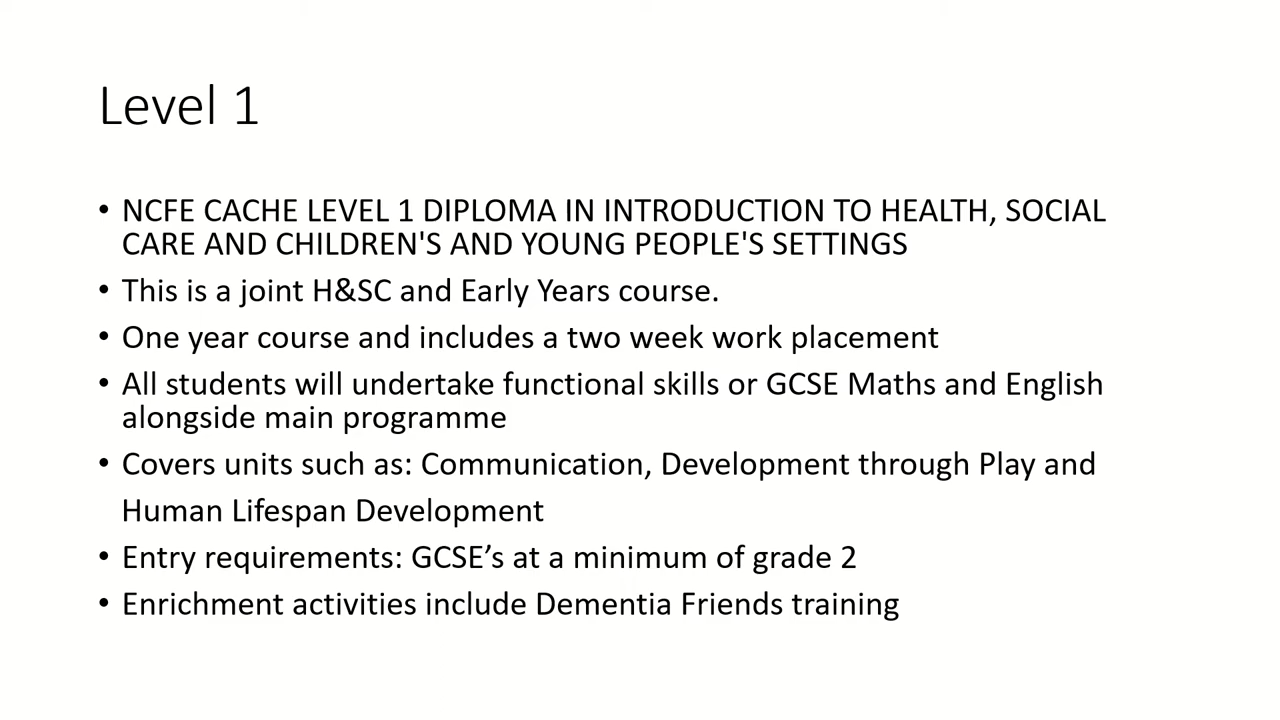 Level 1
• NCFE CACHE LEVEL 1 DIPLOMA IN INTRODUCTION TO HEALTH, SOCIAL
CARE AND CHILDREN'S AND YOUNG PEOPLE'S SETTINGS
• This is a joint H&SC and Early Years course.
• One year course and includes a two week work placement
• All students will undertake functional skills or GCSE Maths and English
alongside main programme
• Covers units such as: Communication, Development through Play and
Human Lifespan Development
• Entry requirements: GCSE’s at a minimum of grade 2
• Enrichment activities include Dementia Friends training